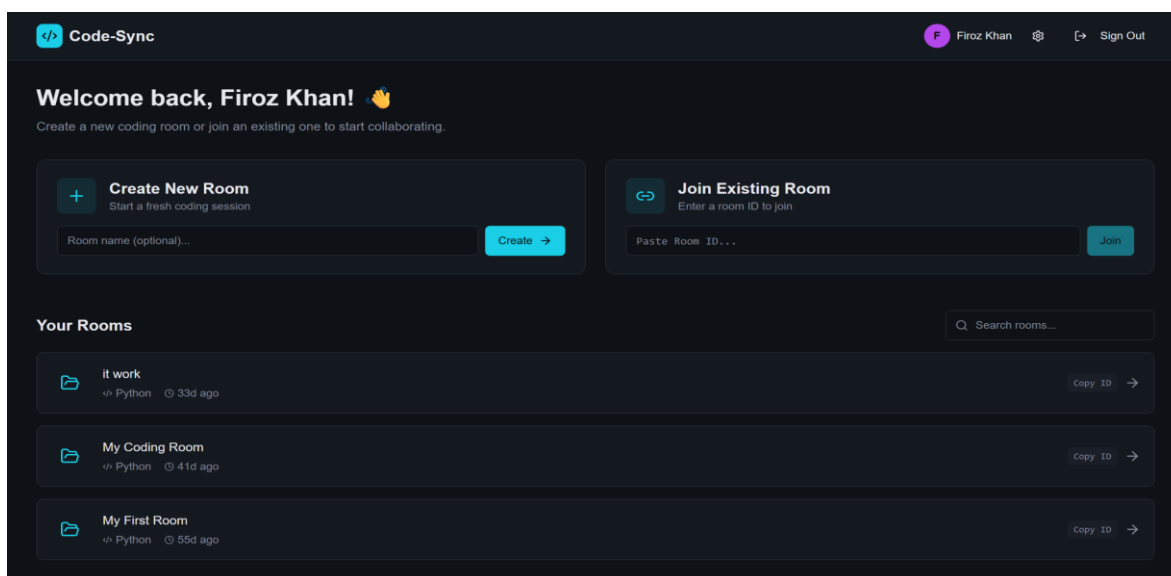 </> Code-Sync
F Firoz Khan Sign Out
Welcome back, Firoz Khan! 👋
Create a new coding room or join an existing one to start collaborating.
Create New Room
Start a fresh coding session
Room name (optional)...
Create →
Join Existing Room
Enter a room ID to join
Paste Room ID...
Join
Your Rooms
Search rooms...
it work
</> Python 33d ago
Copy ID →
My Coding Room
</> Python 41d ago
Copy ID →
My First Room
</> Python 55d ago
Copy ID →